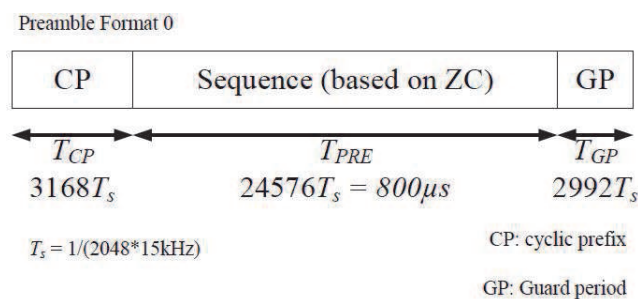 Preamble Format 0
CP Sequence (based on ZC) GP
T_CP T_PRE T_GP
3168T_s 24576T_s = 800μs 2992T_s
T_s = 1/(2048*15kHz)
CP: cyclic prefix
GP: Guard period